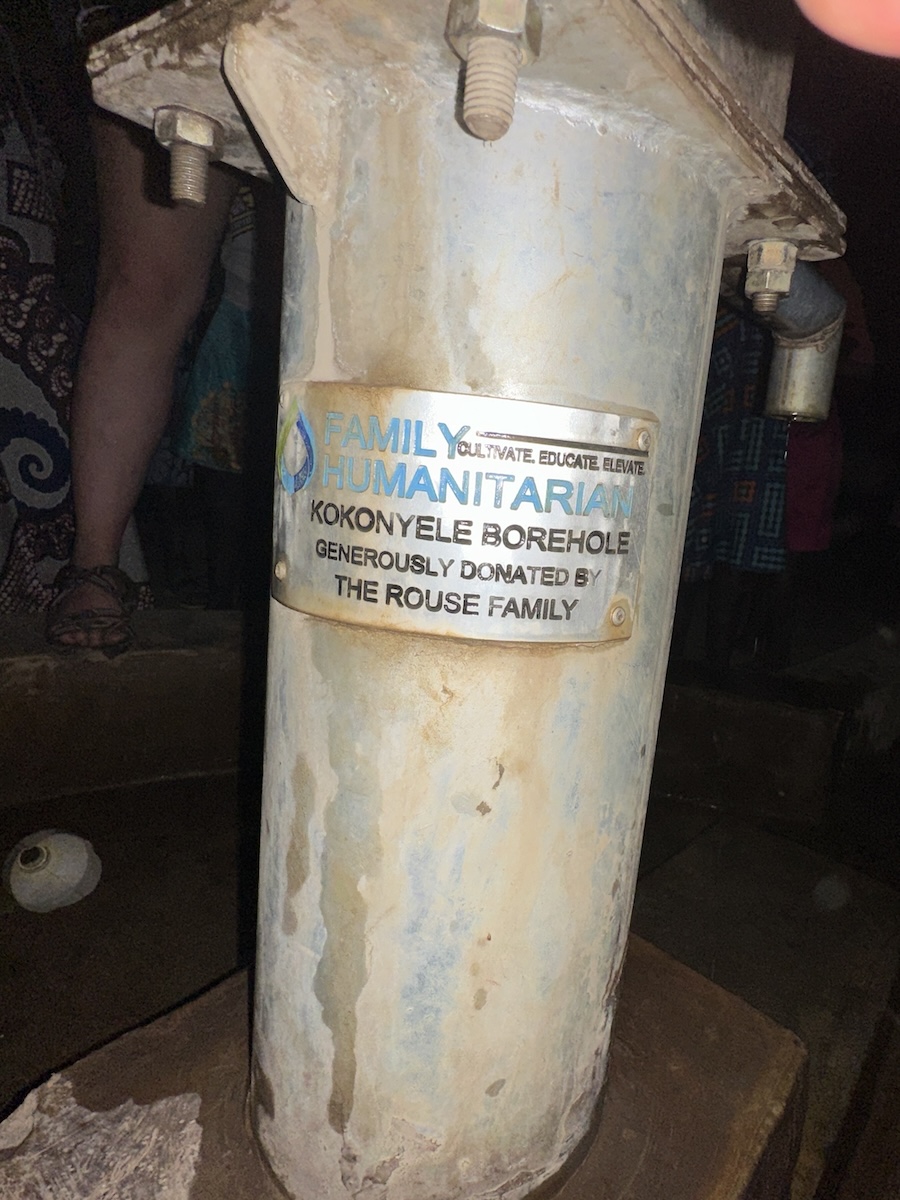 FAMILY
CULTIVATE. EDUCATE. ELEVATE.
HUMANITARIAN
KOKONYELE BOREHOLE
GENEROUSLY DONATED BY
THE ROUSE FAMILY